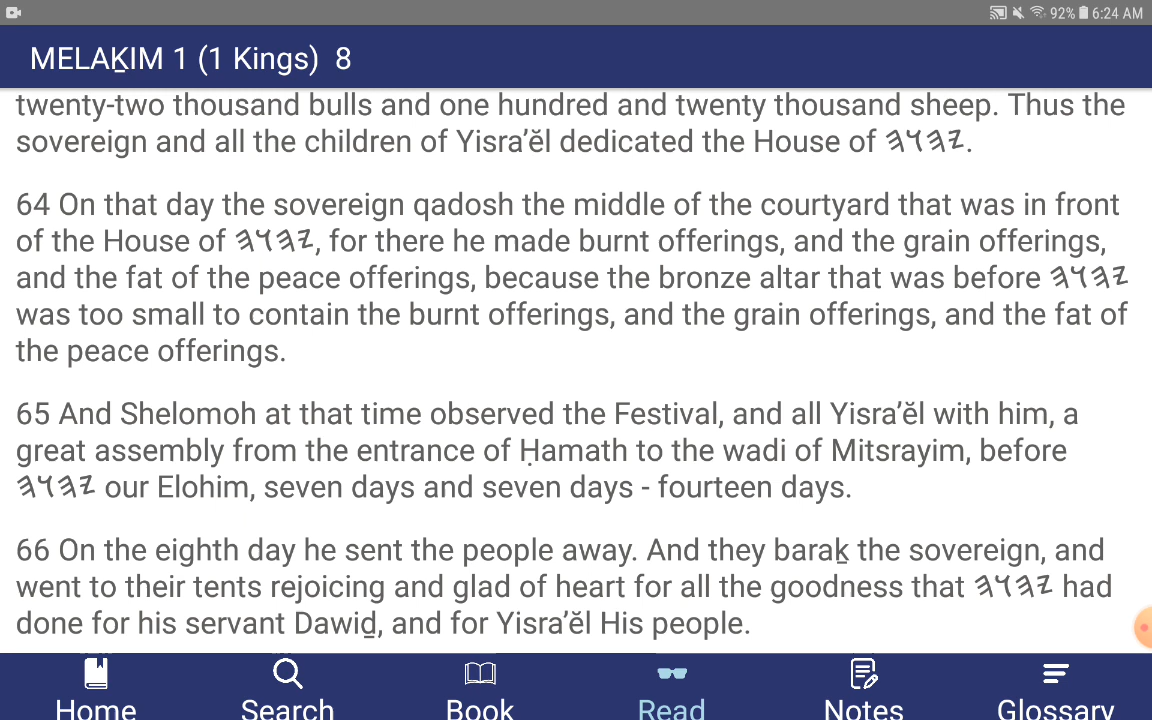 92% 6:24 AM
MELAḴIM 1 (1 Kings) 8
twenty-two thousand bulls and one hundred and twenty thousand sheep. Thus the
sovereign and all the children of Yisra’ĕl dedicated the House of 𐤉𐤄𐤅𐤄.
64 On that day the sovereign qadosh the middle of the courtyard that was in front
of the House of 𐤉𐤄𐤅𐤄, for there he made burnt offerings, and the grain offerings,
and the fat of the peace offerings, because the bronze altar that was before 𐤉𐤄𐤅𐤄
was too small to contain the burnt offerings, and the grain offerings, and the fat of
the peace offerings.
65 And Shelomoh at that time observed the Festival, and all Yisra’ĕl with him, a
great assembly from the entrance of Ḥamath to the wadi of Mitsrayim, before
𐤉𐤄𐤅𐤄 our Elohim, seven days and seven days - fourteen days.
66 On the eighth day he sent the people away. And they baraḵ the sovereign, and
went to their tents rejoicing and glad of heart for all the goodness that 𐤉𐤄𐤅𐤄 had
done for his servant Dawiḏ, and for Yisra’ĕl His people.
Home Search Book Read Notes Glossary